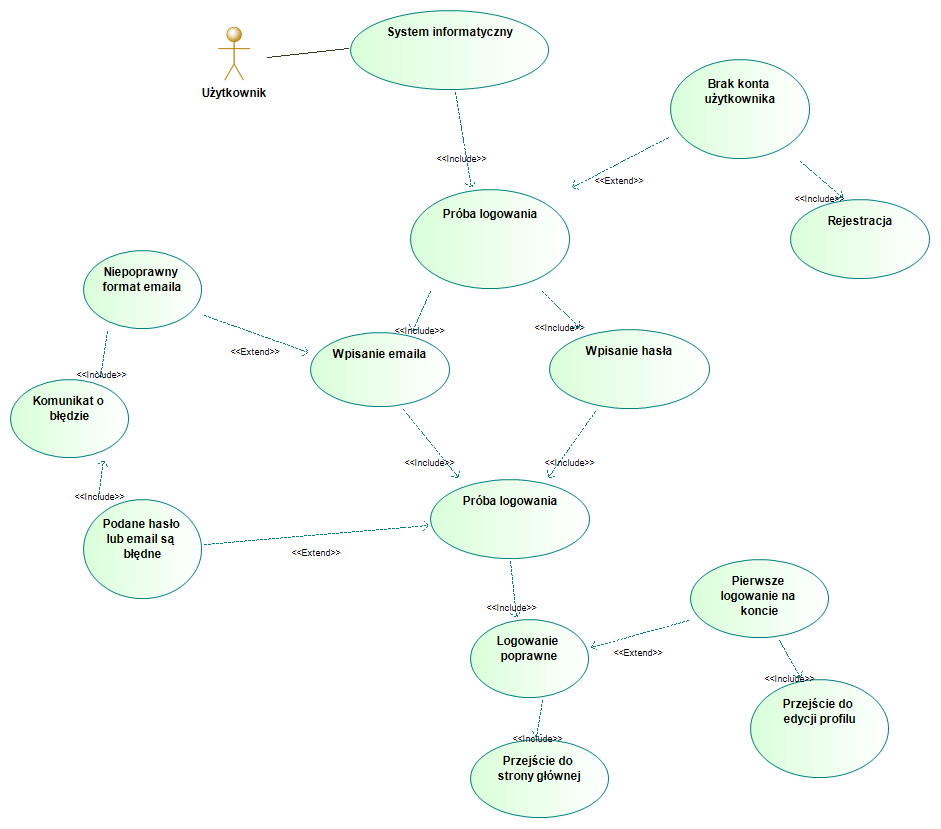 System informatyczny
Użytkownik
Brak konta
użytkownika
<<Include>>
<<Extend>>
<<Include>>
Próba logowania
Rejestracja
Niepoprawny
format emaila
<<Include>>
<<Include>>
<<Extend>>
Wpisanie emaila
Wpisanie hasła
<<Include>>
Komunikat o
błędzie
<<Include>>
<<Include>>
<<Include>>
Próba logowania
Podane hasło
lub email są
błędne
<<Extend>>
Pierwsze
logowanie na
koncie
<<Include>>
Logowanie
poprawne
<<Extend>>
<<Include>>
Przejście do
edycji profilu
<<Include>>
Przejście do
strony głównej